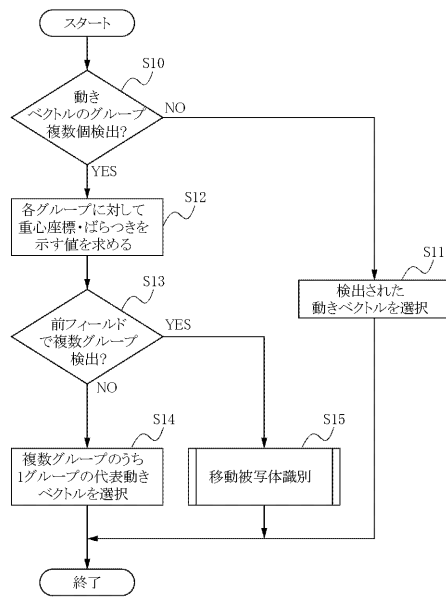 スタート
S10
動き
ベクトルのグループ
複数個検出?
NO
YES
S12
各グループに対して
重心座標・ばらつきを
示す値を求める
S11
検出された
動きベクトルを選択
S13
前フィールド
で複数グループ
検出?
YES
NO
S14
複数グループのうち
1グループの代表動き
ベクトルを選択
S15
移動被写体識別
終了